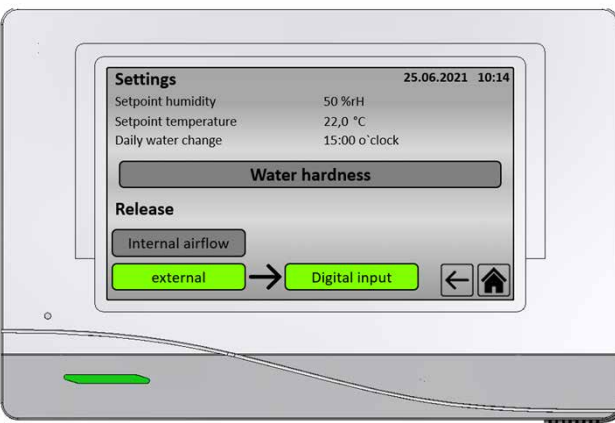 Settings 25.06.2021 10:14
Setpoint humidity 50 %rH
Setpoint temperature 22,0 °C
Daily water change 15:00 o`clock
Water hardness
Release
Internal airflow
external Digital input